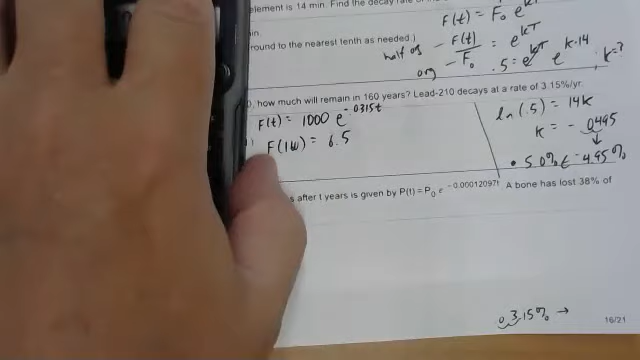 element is 14 min. Find the decay rate of the
F(t) = F₀ e^k
round to the nearest tenth as needed.)
half of - F(t)/F₀ = e^kT
or .5 = e^kT e^k·14 k=?
, how much will remain in 160 years? Lead-210 decays at a rate of 3.15%/yr.
F(t) = 1000 e^-.0315t
ln(.5) = 14k
k = - .0495
F(160) = 6.5
5.0% ← -4.95%
s after t years is given by P(t) = P₀ e^-0.00012097t A bone has lost 38% of
0.3.15% →
16/21